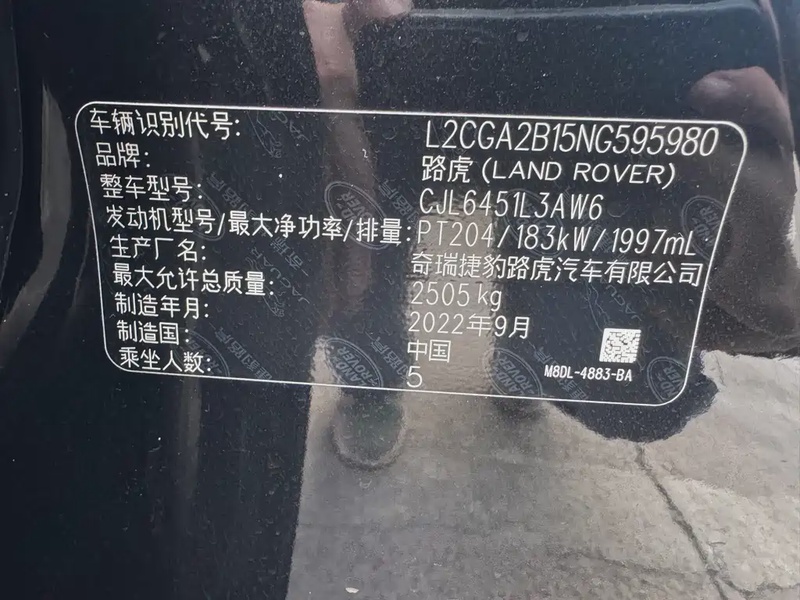 车辆识别代号: L2CGA2B15NG595980
品牌: 路虎 (LAND ROVER)
整车型号: CJL6451L3AW6
发动机型号/最大净功率/排量: PT204/183kW/1997mL
生产厂名: 奇瑞捷豹路虎汽车有限公司
最大允许总质量: 2505kg
制造年月: 2022年9月
制造国: 中国
乘坐人数: 5
M8DL-4883-BA